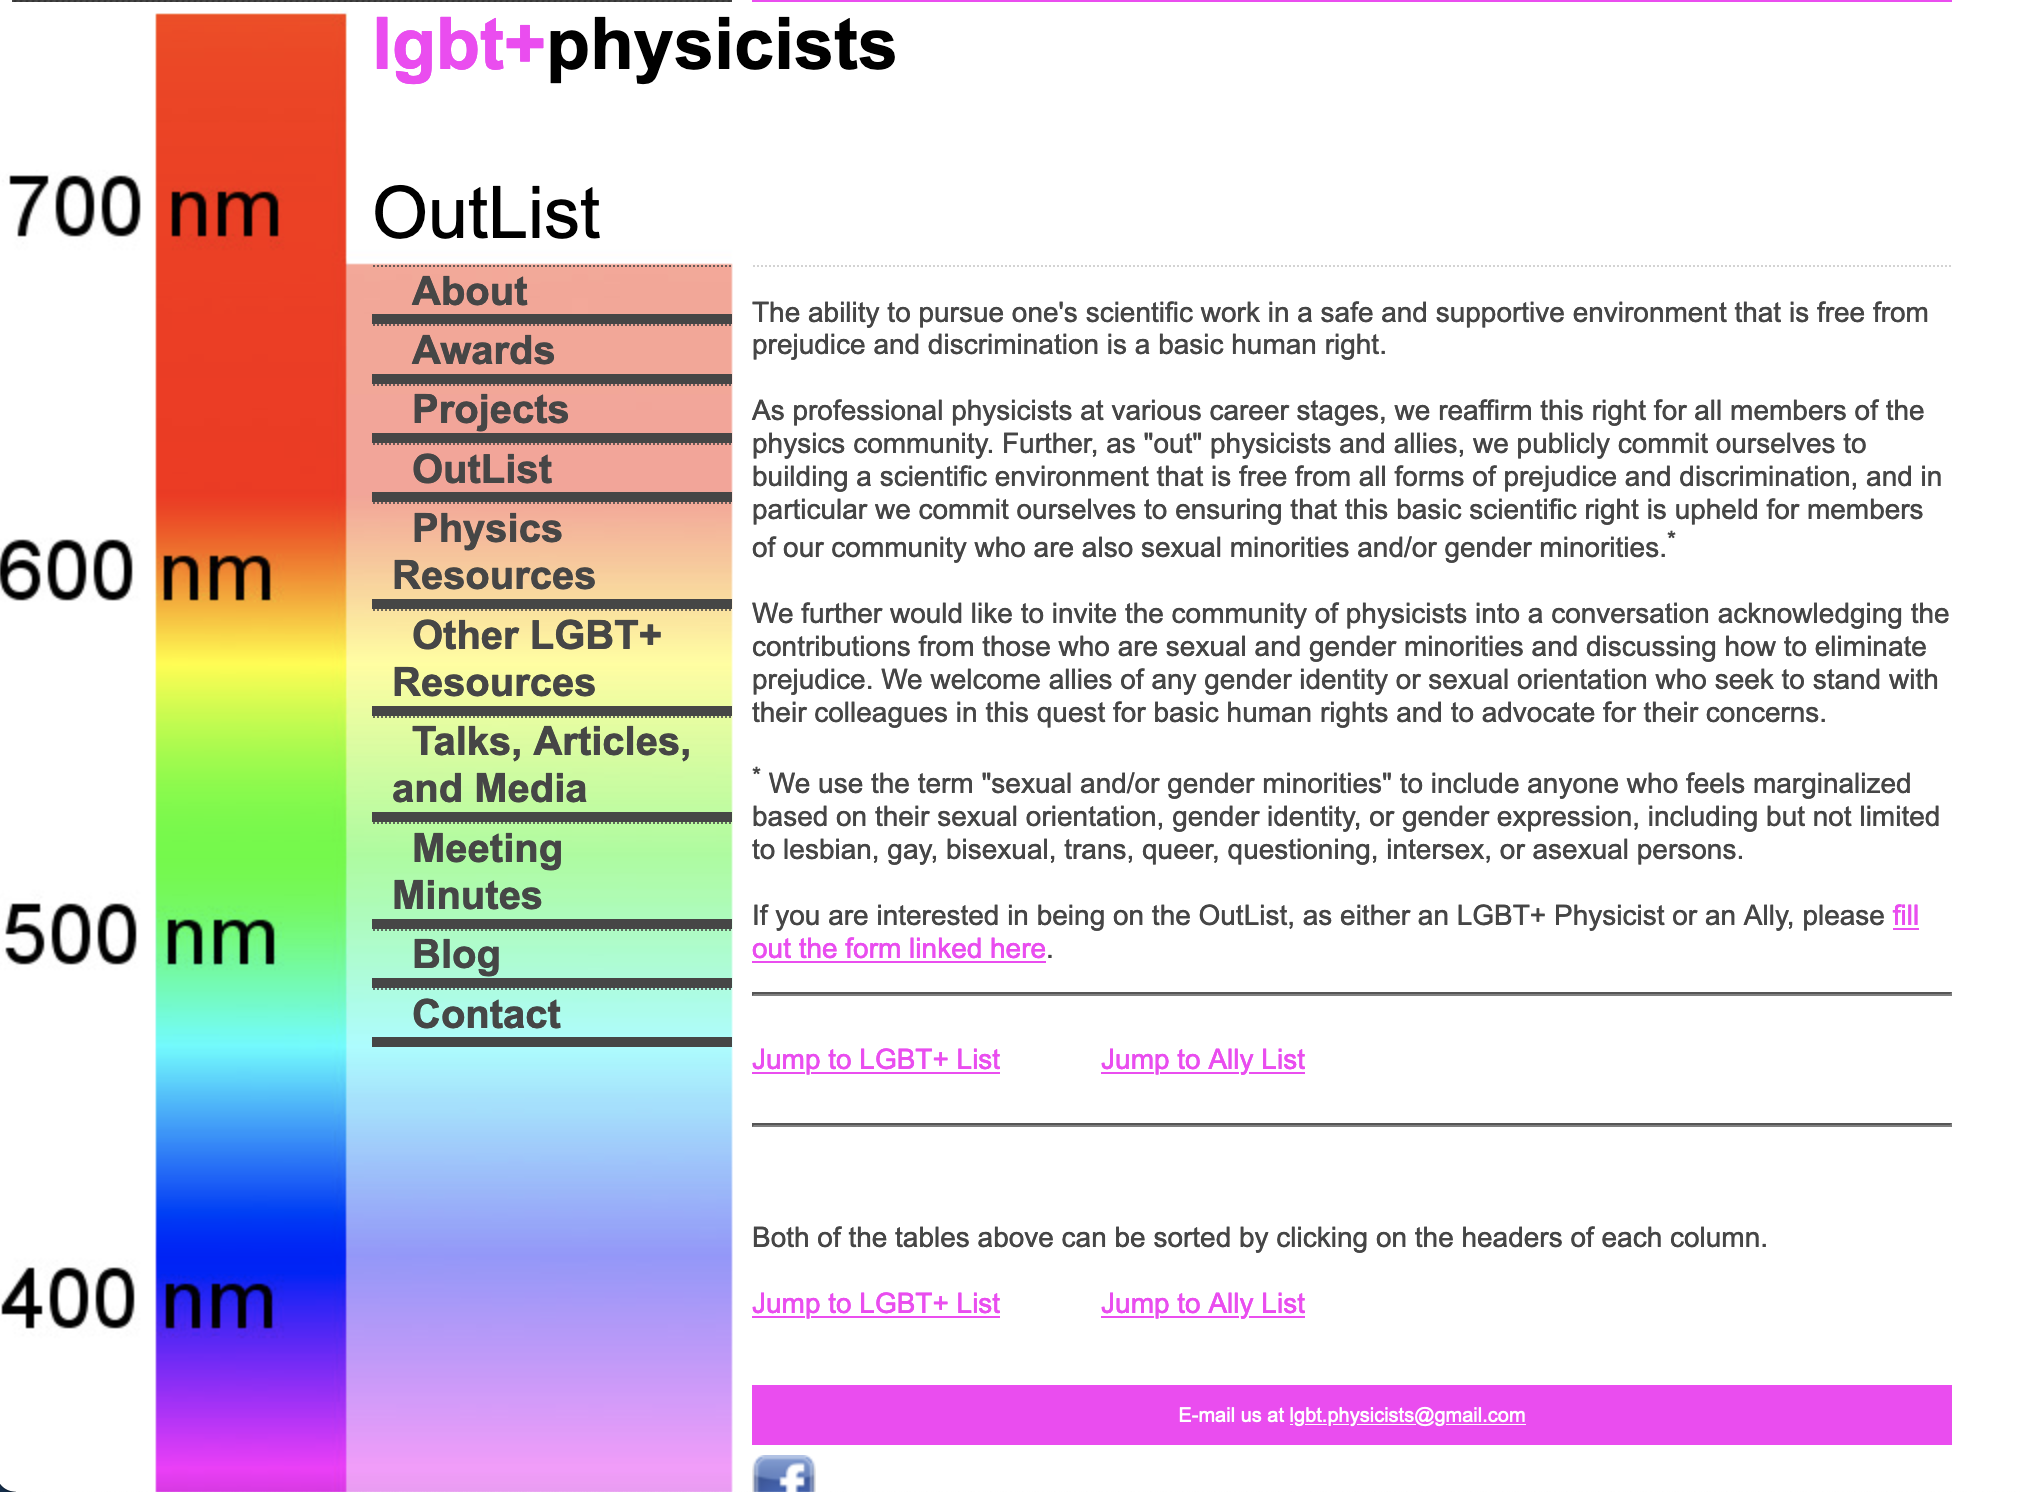 lgbt+physicists
OutList
700 nm
600 nm
500 nm
400 nm
About
Awards
Projects
OutList
Physics
Resources
Other LGBT+
Resources
Talks, Articles,
and Media
Meeting
Minutes
Blog
Contact
The ability to pursue one's scientific work in a safe and supportive environment that is free from
prejudice and discrimination is a basic human right.
As professional physicists at various career stages, we reaffirm this right for all members of the
physics community. Further, as "out" physicists and allies, we publicly commit ourselves to
building a scientific environment that is free from all forms of prejudice and discrimination, and in
particular we commit ourselves to ensuring that this basic scientific right is upheld for members
of our community who are also sexual minorities and/or gender minorities.*
We further would like to invite the community of physicists into a conversation acknowledging the
contributions from those who are sexual and gender minorities and discussing how to eliminate
prejudice. We welcome allies of any gender identity or sexual orientation who seek to stand with
their colleagues in this quest for basic human rights and to advocate for their concerns.
* We use the term "sexual and/or gender minorities" to include anyone who feels marginalized
based on their sexual orientation, gender identity, or gender expression, including but not limited
to lesbian, gay, bisexual, trans, queer, questioning, intersex, or asexual persons.
If you are interested in being on the OutList, as either an LGBT+ Physicist or an Ally, please fill
out the form linked here.
Jump to LGBT+ List Jump to Ally List
Both of the tables above can be sorted by clicking on the headers of each column.
Jump to LGBT+ List Jump to Ally List
E-mail us at lgbt.physicists@gmail.com
f